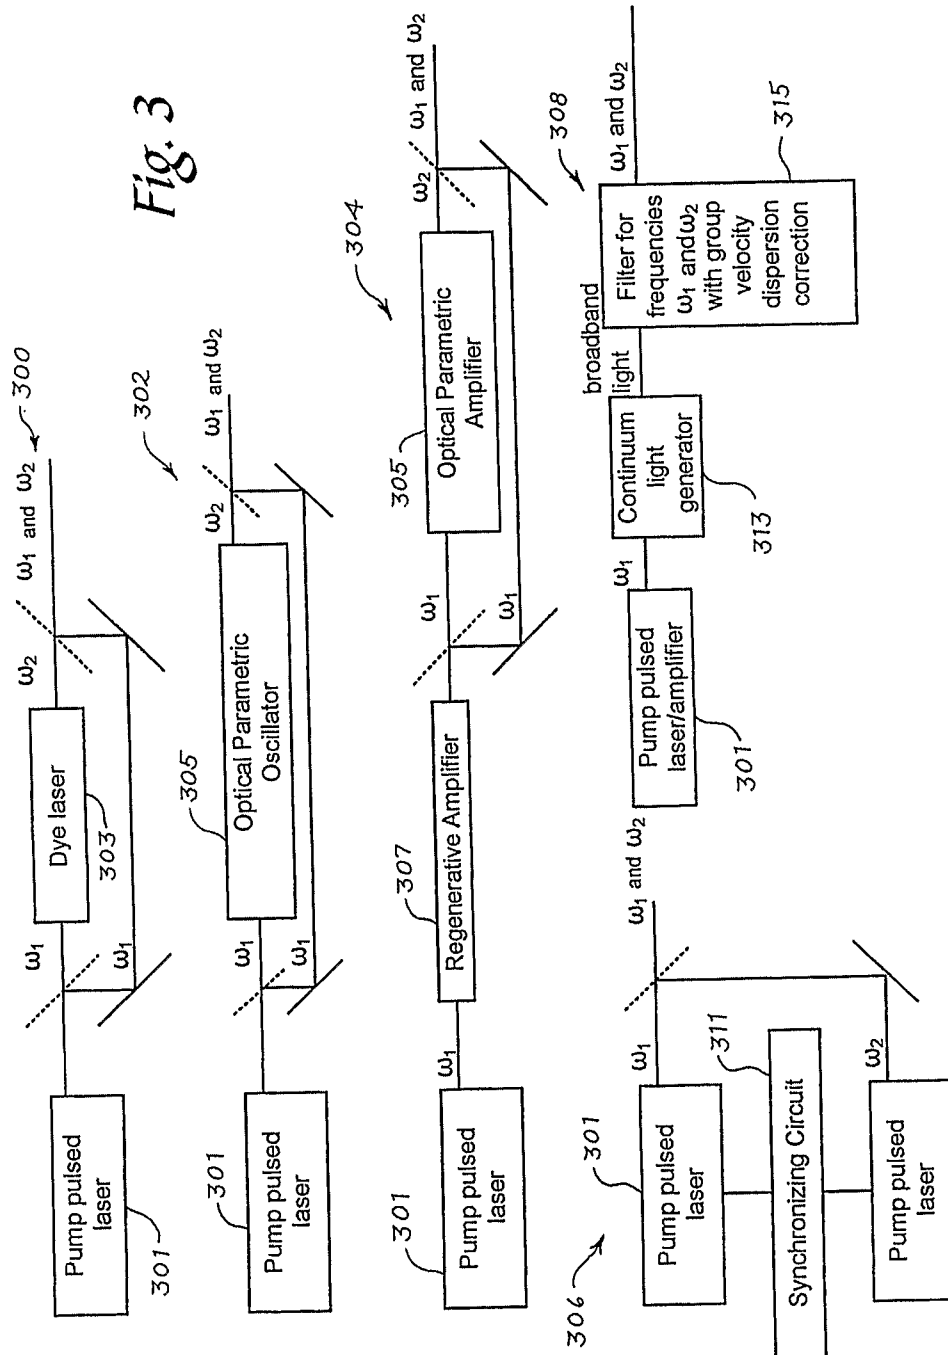 Fig. 3
300
Pump pulsed
laser
301
ω1
ω1
Dye laser
303
ω2
ω1 and ω2
302
Pump pulsed
laser
301
ω1
ω1
Optical Parametric
Oscillator
305
ω2
ω1 and ω2
304
Pump pulsed
laser
301
ω1
Regenerative Amplifier
307
ω1
ω1
Optical Parametric
Amplifier
305
ω2
ω1 and ω2
306
Pump pulsed
laser
301
ω1
ω1 and ω2
Synchronizing Circuit
311
Pump pulsed
laser
ω2
308
Pump pulsed
laser/amplifier
301
ω1
Continuum
light
generator
313
broadband
light
Filter for
frequencies
ω1 and ω2
with group
velocity
dispersion
correction
315
ω1 and ω2